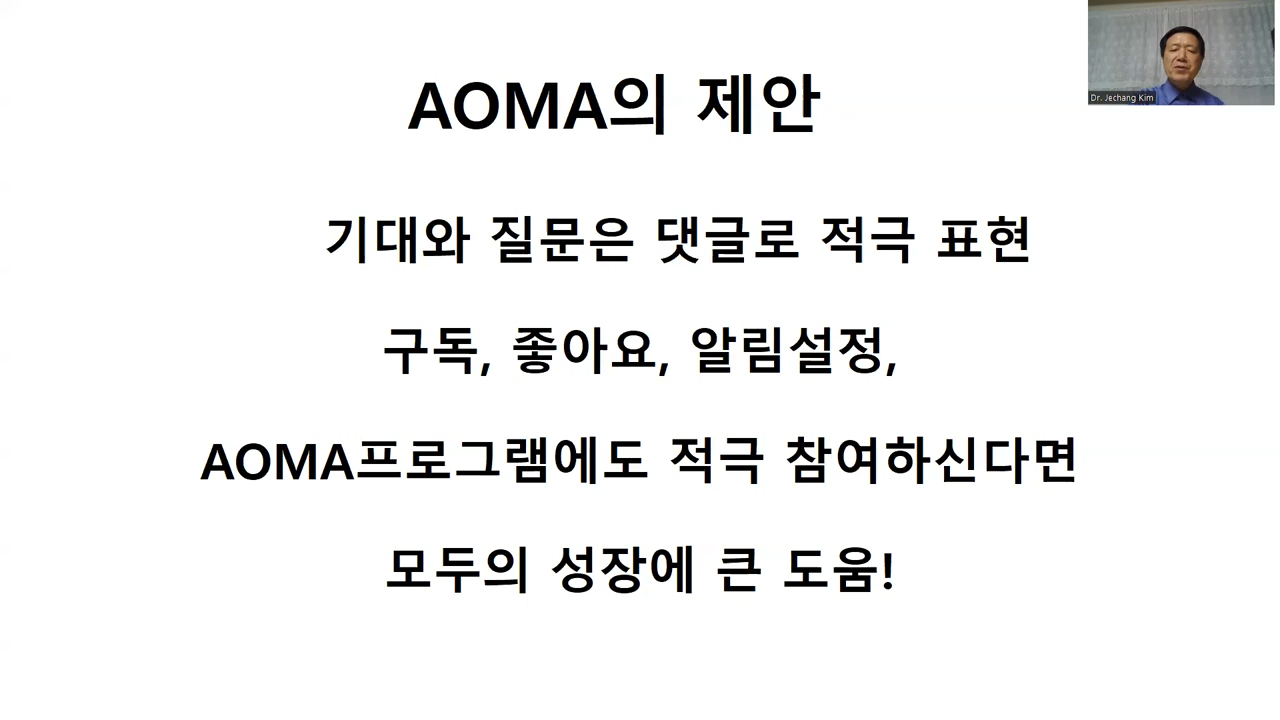 Dr. Jechang Kim
AOMA의 제안
기대와 질문은 댓글로 적극 표현
구독, 좋아요, 알림설정,
AOMA프로그램에도 적극 참여하신다면
모두의 성장에 큰 도움!